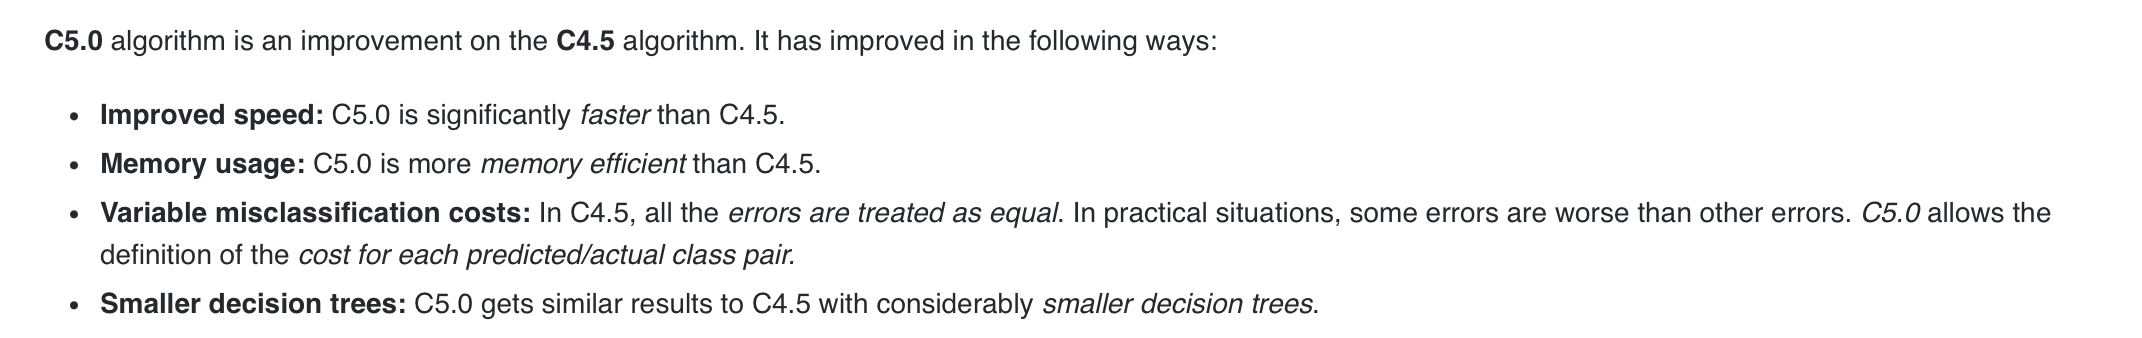 C5.0 algorithm is an improvement on the C4.5 algorithm. It has improved in the following ways:
• Improved speed: C5.0 is significantly faster than C4.5.
• Memory usage: C5.0 is more memory efficient than C4.5.
• Variable misclassification costs: In C4.5, all the errors are treated as equal. In practical situations, some errors are worse than other errors. C5.0 allows the
definition of the cost for each predicted/actual class pair.
• Smaller decision trees: C5.0 gets similar results to C4.5 with considerably smaller decision trees.